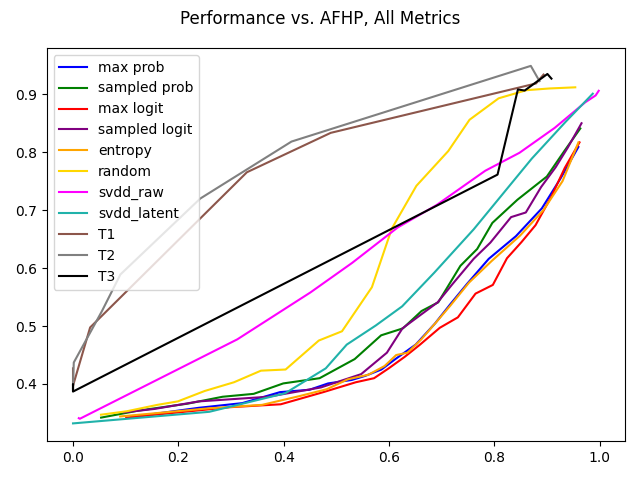 Performance vs. AFHP, All Metrics
max prob
sampled prob
max logit
sampled logit
entropy
random
svdd_raw
svdd_latent
T1
T2
T3
0.9
0.8
0.7
0.6
0.5
0.4
0.0 0.2 0.4 0.6 0.8 1.0